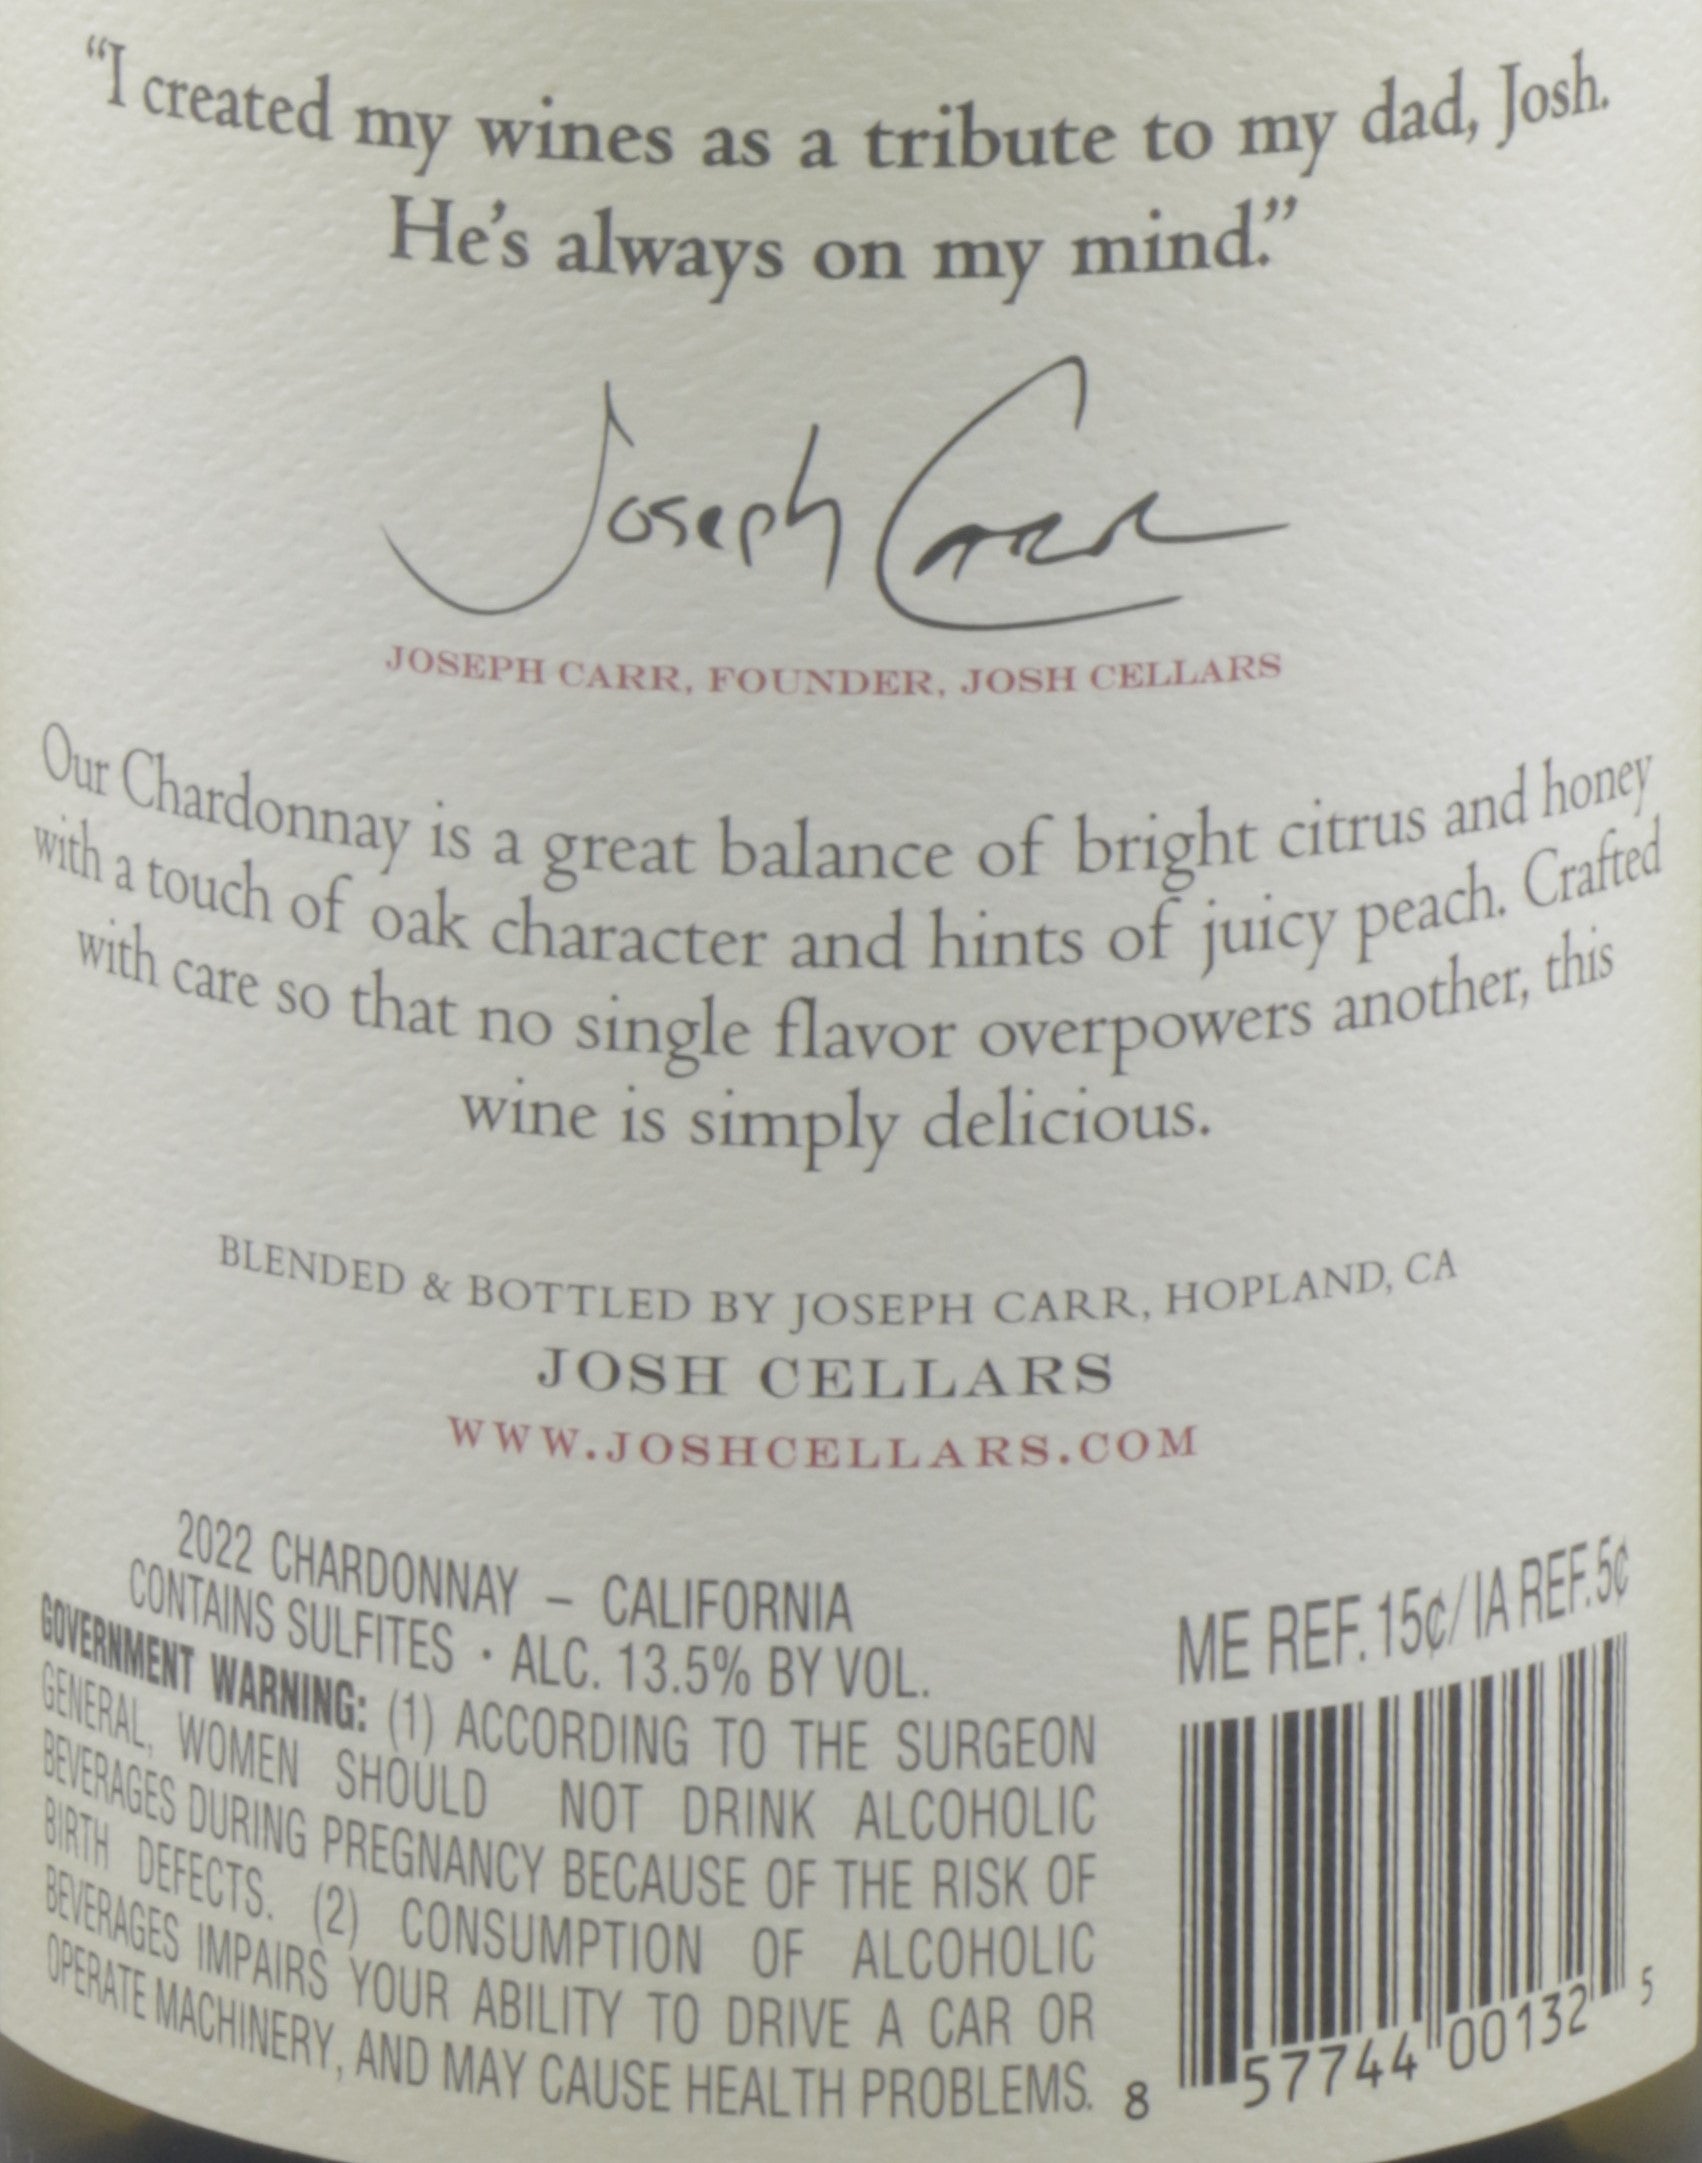 “I created my wines as a tribute to my dad, Josh.
He’s always on my mind.”
Joseph Carr
JOSEPH CARR, FOUNDER, JOSH CELLARS
Our Chardonnay is a great balance of bright citrus and honey
with a touch of oak character and hints of juicy peach. Crafted
with care so that no single flavor overpowers another, this
wine is simply delicious.
BLENDED & BOTTLED BY JOSEPH CARR, HOPLAND, CA
JOSH CELLARS
WWW.JOSHCELLARS.COM
2022 CHARDONNAY – CALIFORNIA
CONTAINS SULFITES · ALC. 13.5% BY VOL.
GOVERNMENT WARNING: (1) ACCORDING TO THE SURGEON
GENERAL, WOMEN SHOULD NOT DRINK ALCOHOLIC
BEVERAGES DURING PREGNANCY BECAUSE OF THE RISK OF
BIRTH DEFECTS. (2) CONSUMPTION OF ALCOHOLIC
BEVERAGES IMPAIRS YOUR ABILITY TO DRIVE A CAR OR
OPERATE MACHINERY, AND MAY CAUSE HEALTH PROBLEMS.
ME REF. 15¢/IA REF. 5¢
8 57744 00132 5